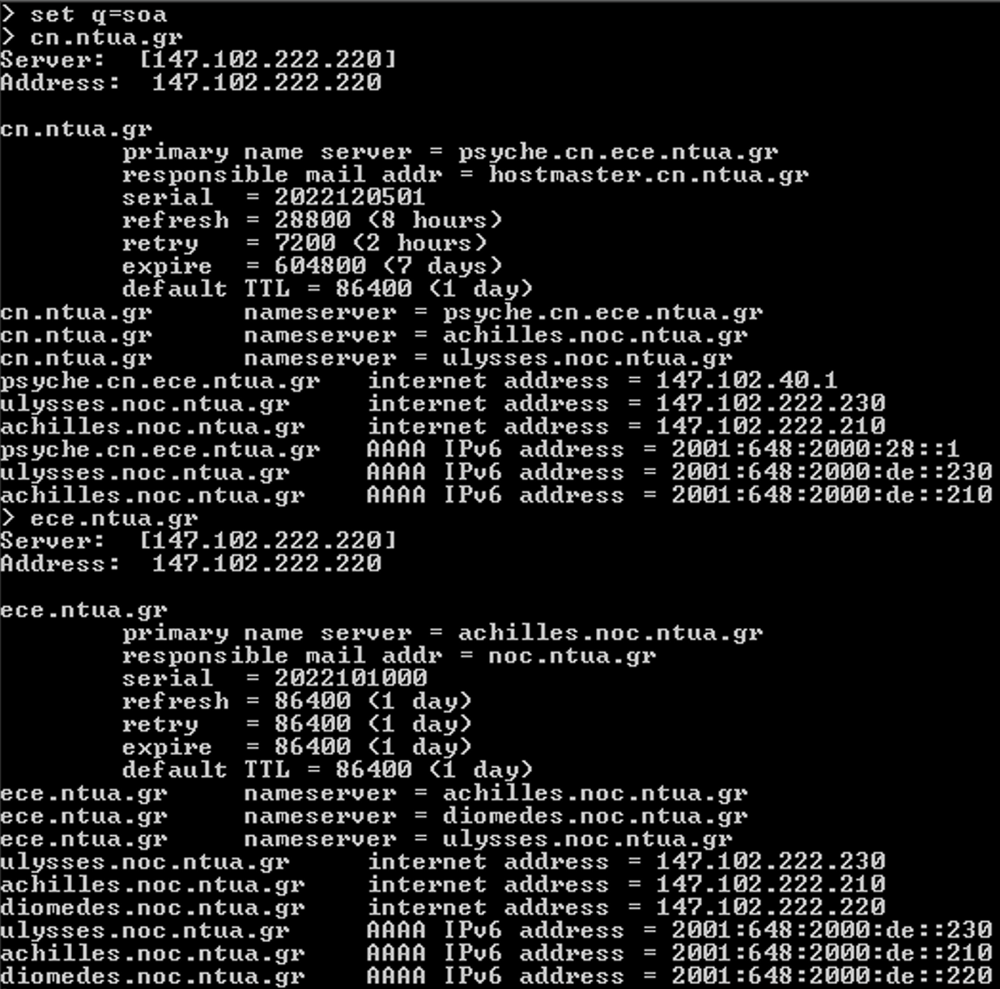 > set q=soa
> cn.ntua.gr
Server:  [147.102.222.220]
Address:  147.102.222.220

cn.ntua.gr
        primary name server = psyche.cn.ece.ntua.gr
        responsible mail addr = hostmaster.cn.ntua.gr
        serial  = 2022120501
        refresh = 28800 (8 hours)
        retry   = 7200 (2 hours)
        expire  = 604800 (7 days)
        default TTL = 86400 (1 day)
cn.ntua.gr      nameserver = psyche.cn.ece.ntua.gr
cn.ntua.gr      nameserver = achilles.noc.ntua.gr
cn.ntua.gr      nameserver = ulysses.noc.ntua.gr
psyche.cn.ece.ntua.gr   internet address = 147.102.40.1
ulysses.noc.ntua.gr     internet address = 147.102.222.230
achilles.noc.ntua.gr    internet address = 147.102.222.210
psyche.cn.ece.ntua.gr   AAAA IPv6 address = 2001:648:2000:28::1
ulysses.noc.ntua.gr     AAAA IPv6 address = 2001:648:2000:de::230
achilles.noc.ntua.gr    AAAA IPv6 address = 2001:648:2000:de::210
> ece.ntua.gr
Server:  [147.102.222.220]
Address:  147.102.222.220

ece.ntua.gr
        primary name server = achilles.noc.ntua.gr
        responsible mail addr = noc.ntua.gr
        serial  = 2022101000
        refresh = 86400 (1 day)
        retry   = 86400 (1 day)
        expire  = 86400 (1 day)
        default TTL = 86400 (1 day)
ece.ntua.gr     nameserver = achilles.noc.ntua.gr
ece.ntua.gr     nameserver = diomedes.noc.ntua.gr
ece.ntua.gr     nameserver = ulysses.noc.ntua.gr
ulysses.noc.ntua.gr     internet address = 147.102.222.230
achilles.noc.ntua.gr    internet address = 147.102.222.210
diomedes.noc.ntua.gr    internet address = 147.102.222.220
ulysses.noc.ntua.gr     AAAA IPv6 address = 2001:648:2000:de::230
achilles.noc.ntua.gr    AAAA IPv6 address = 2001:648:2000:de::210
diomedes.noc.ntua.gr    AAAA IPv6 address = 2001:648:2000:de::220